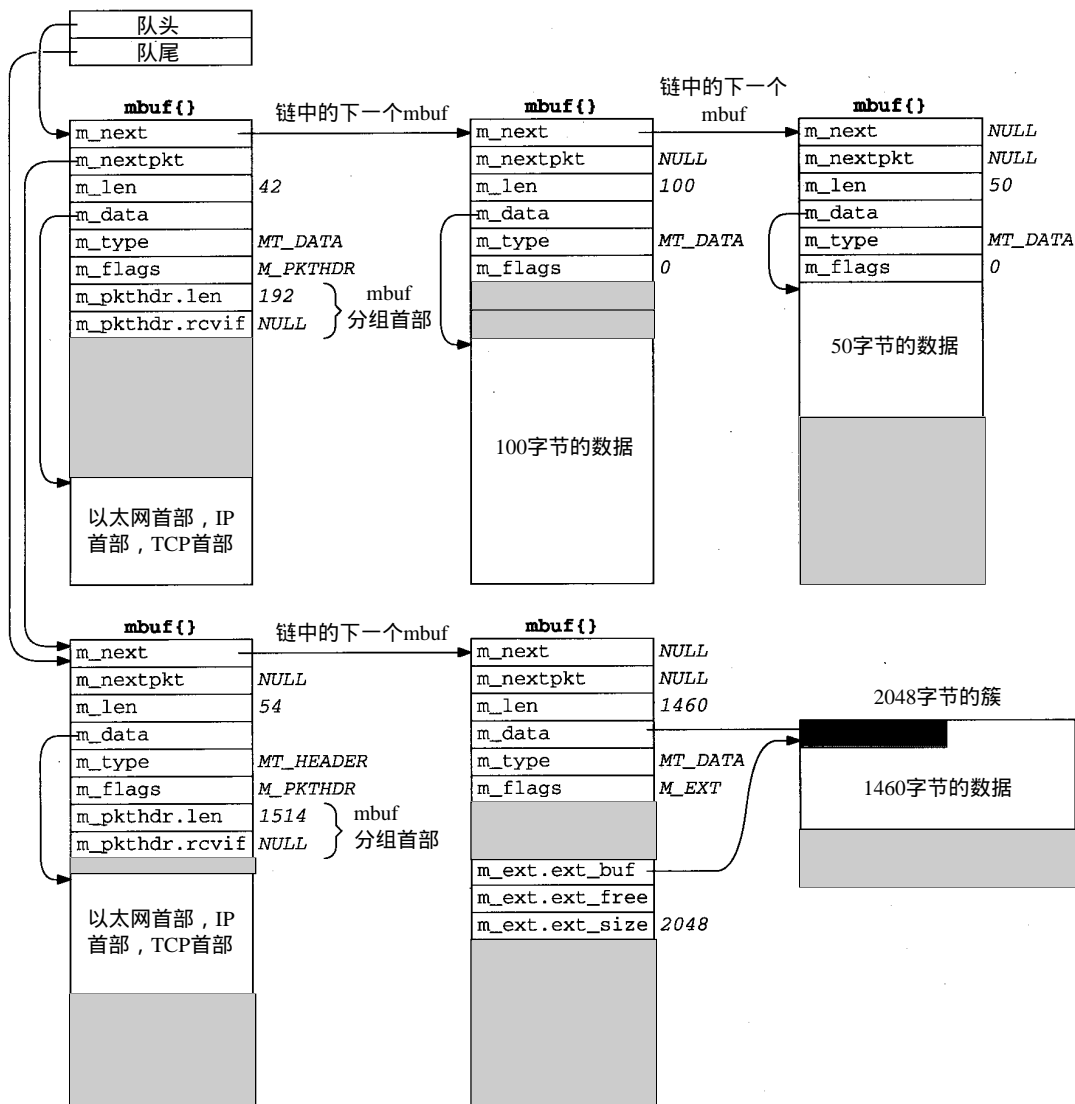 队头
队尾
mbuf{}
m_next
m_nextpkt
m_len 42
m_data
m_type MT_DATA
m_flags M_PKTHDR
m_pkthdr.len 192
m_pkthdr.rcvif NULL
mbuf
分组首部
以太网首部，IP
首部，TCP首部
链中的下一个mbuf
mbuf{}
m_next
m_nextpkt NULL
m_len 100
m_data
m_type MT_DATA
m_flags 0
100字节的数据
链中的下一个
mbuf
mbuf{}
m_next NULL
m_nextpkt NULL
m_len 50
m_data
m_type MT_DATA
m_flags 0
50字节的数据
mbuf{}
m_next
m_nextpkt NULL
m_len 54
m_data
m_type MT_HEADER
m_flags M_PKTHDR
m_pkthdr.len 1514
m_pkthdr.rcvif NULL
mbuf
分组首部
以太网首部，IP
首部，TCP首部
链中的下一个mbuf
mbuf{}
m_next NULL
m_nextpkt NULL
m_len 1460
m_data
m_type MT_DATA
m_flags M_EXT
m_ext.ext_buf
m_ext.ext_free
m_ext.ext_size 2048
2048字节的簇
1460字节的数据